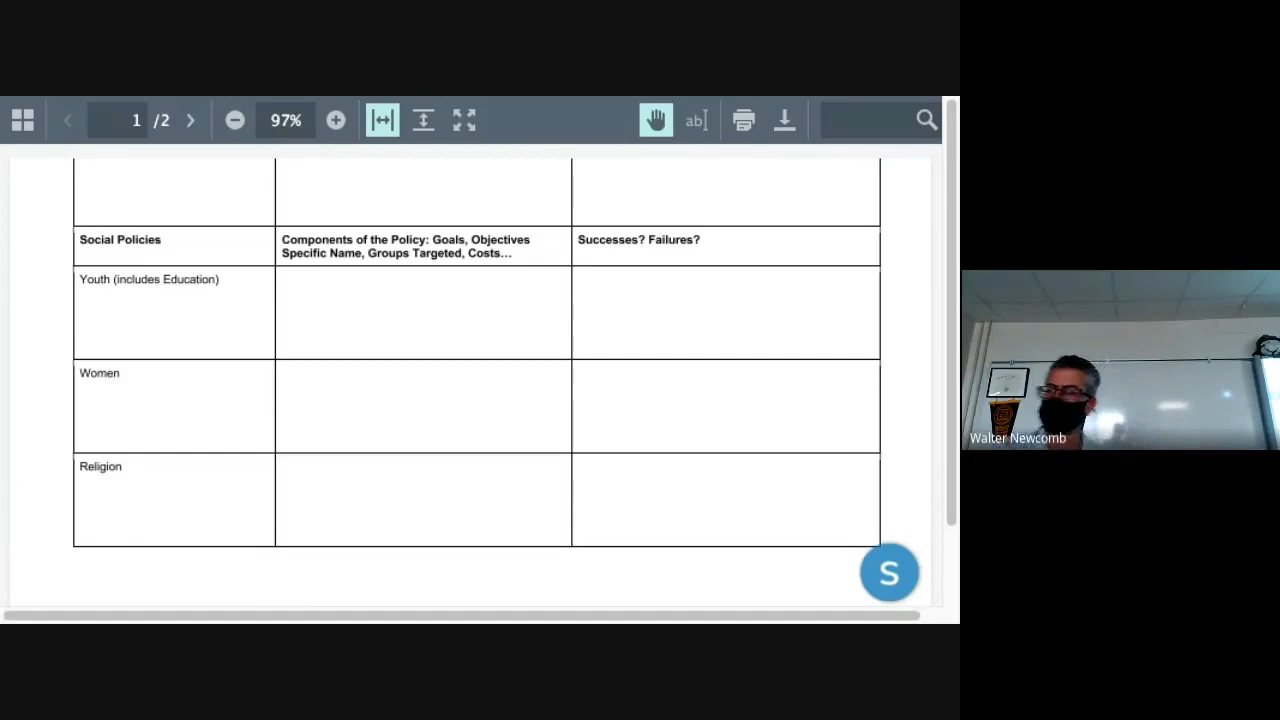 1 /2
97%
ab
Social Policies
Components of the Policy: Goals, Objectives
Specific Name, Groups Targeted, Costs...
Successes? Failures?
Youth (includes Education)
Women
Religion
S
Walter Newcomb